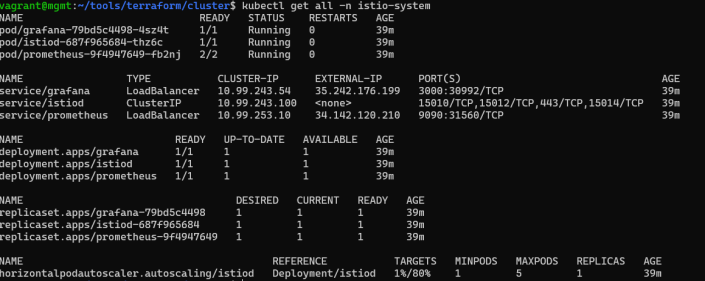 vagrant@mgmt:~/tools/terraform/cluster$ kubectl get all -n istio-system
NAME READY STATUS RESTARTS AGE
pod/grafana-79bd5c4498-4sz4t 1/1 Running 0 39m
pod/istiod-687f965684-thz6c 1/1 Running 0 39m
pod/prometheus-9f4947649-fb2nj 2/2 Running 0 39m
NAME TYPE CLUSTER-IP EXTERNAL-IP PORT(S) AGE
service/grafana LoadBalancer 10.99.243.54 35.242.176.199 3000:30992/TCP 39m
service/istiod ClusterIP 10.99.243.100 <none> 15010/TCP,15012/TCP,443/TCP,15014/TCP 39m
service/prometheus LoadBalancer 10.99.253.10 34.142.120.210 9090:31560/TCP 39m
NAME READY UP-TO-DATE AVAILABLE AGE
deployment.apps/grafana 1/1 1 1 39m
deployment.apps/istiod 1/1 1 1 39m
deployment.apps/prometheus 1/1 1 1 39m
NAME DESIRED CURRENT READY AGE
replicaset.apps/grafana-79bd5c4498 1 1 1 39m
replicaset.apps/istiod-687f965684 1 1 1 39m
replicaset.apps/prometheus-9f4947649 1 1 1 39m
NAME REFERENCE TARGETS MINPODS MAXPODS REPLICAS AGE
horizontalpodautoscaler.autoscaling/istiod Deployment/istiod 1%/80% 1 5 1 39m